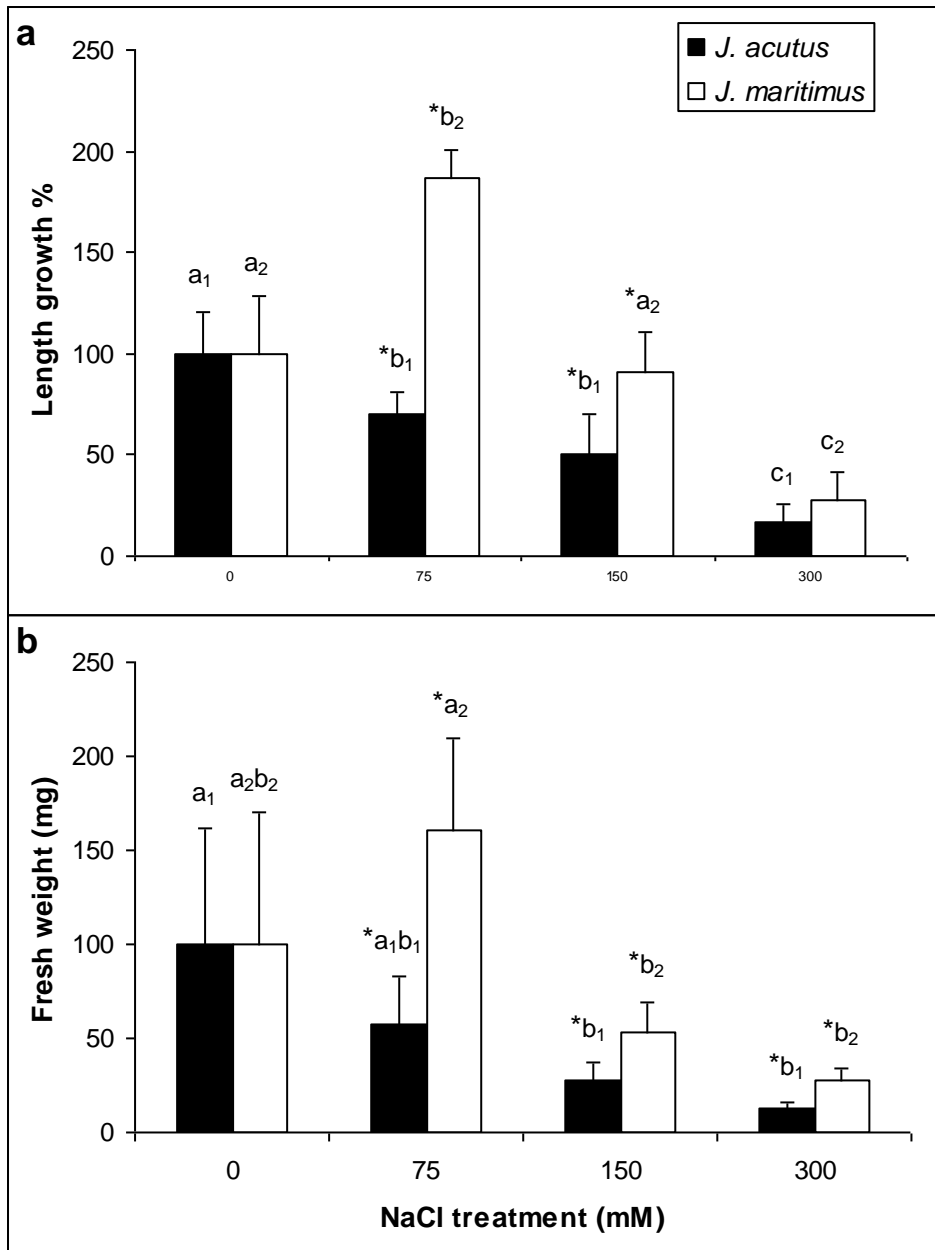 a
J. acutus
J. maritimus
Length growth %
250
200
150
100
50
0
a₁
a₂
*b₁
*b₂
*b₁
*a₂
c₁
c₂
0 75 150 300
b
Fresh weight (mg)
250
200
150
100
50
0
a₁
a₂b₂
*a₁b₁
*a₂
*b₁
*b₂
*b₁
*b₂
0 75 150 300
NaCl treatment (mM)